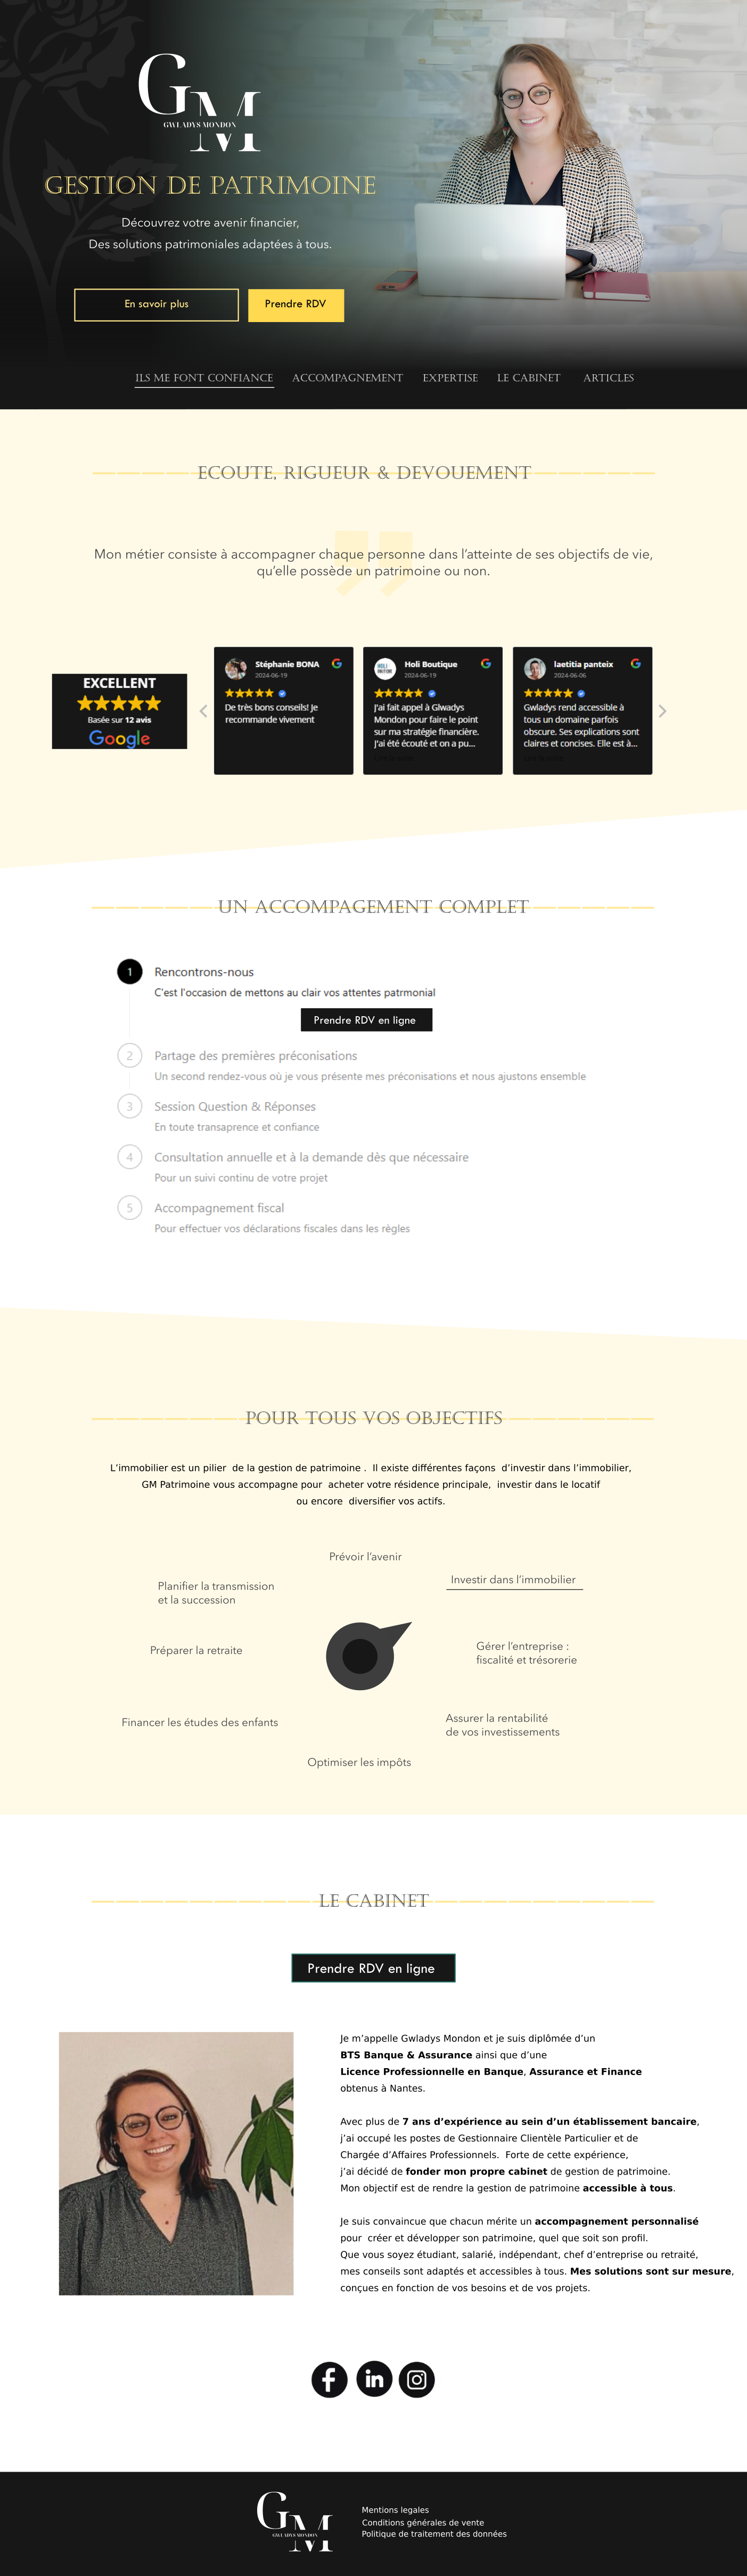 GM
GWLADYS MONDON
GESTION DE PATRIMOINE
Découvrez votre avenir financier,
Des solutions patrimoniales adaptées à tous.
En savoir plus
Prendre RDV
ILS ME FONT CONFIANCE
ACCOMPAGNEMENT
EXPERTISE
LE CABINET
ARTICLES
ECOUTE, RIGUEUR & DEVOUEMENT
Mon métier consiste à accompagner chaque personne dans l’atteinte de ses objectifs de vie,
qu’elle possède un patrimoine ou non.
EXCELLENT
Basée sur 12 avis
Google
Stéphanie BONA
2024-06-19
De très bons conseils! Je
recommande vivement
Holi Boutique
2024-06-19
J'ai fait appel à Glwadys
Mondon pour faire le point
sur ma stratégie financière.
J'ai été écouté et on a pu...
laetitia panteix
2024-06-06
Gwladys rend accessible à
tous un domaine parfois
obscure. Ses explications sont
claires et concises. Elle est à...
UN ACCOMPAGEMENT COMPLET
1
Rencontrons-nous
C'est l'occasion de mettons au clair vos attentes patrmonial
Prendre RDV en ligne
2
Partage des premières préconisations
Un second rendez-vous où je vous présente mes préconisations et nous ajustons ensemble
3
Session Question & Réponses
En toute transaprence et confiance
4
Consultation annuelle et à la demande dès que nécessaire
Pour un suivi continu de votre projet
5
Accompagnement fiscal
Pour effectuer vos déclarations fiscales dans les règles
POUR TOUS VOS OBJECTIFS
L’immobilier est un pilier  de la gestion de patrimoine .  Il existe différentes façons  d’investir dans l’immobilier,
GM Patrimoine vous accompagne pour  acheter votre résidence principale,  investir dans le locatif
ou encore  diversifier vos actifs.
Prévoir l’avenir
Investir dans l’immobilier
Planifier la transmission
et la succession
Gérer l’entreprise :
fiscalité et trésorerie
Préparer la retraite
Assurer la rentabilité
de vos investissements
Financer les études des enfants
Optimiser les impôts
LE CABINET
Prendre RDV en ligne
Je m’appelle Gwladys Mondon et je suis diplômée d’un
BTS Banque & Assurance ainsi que d’une
Licence Professionnelle en Banque, Assurance et Finance
obtenus à Nantes.
Avec plus de 7 ans d’expérience au sein d’un établissement bancaire,
j’ai occupé les postes de Gestionnaire Clientèle Particulier et de
Chargée d’Affaires Professionnels.  Forte de cette expérience,
j’ai décidé de fonder mon propre cabinet de gestion de patrimoine.
Mon objectif est de rendre la gestion de patrimoine accessible à tous.
Je suis convaincue que chacun mérite un accompagnement personnalisé
pour  créer et développer son patrimoine, quel que soit son profil.
Que vous soyez étudiant, salarié, indépendant, chef d’entreprise ou retraité,
mes conseils sont adaptés et accessibles à tous. Mes solutions sont sur mesure,
conçues en fonction de vos besoins et de vos projets.
GM
GWLADYS MONDON
Mentions legales
Conditions générales de vente
Politique de traitement des données